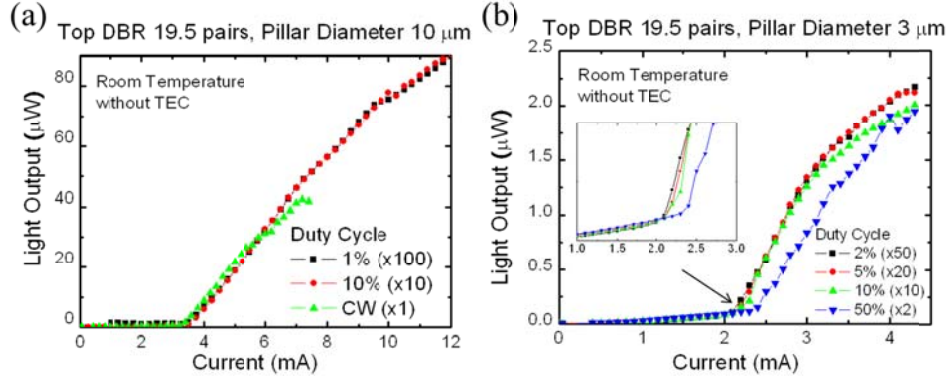 (a)
Top DBR 19.5 pairs, Pillar Diameter 10 μm
Light Output (μW)
80
60
40
20
0
Room Temperature
without TEC
Duty Cycle
1% (x100)
10% (x10)
CW (x1)
0 2 4 6 8 10 12
Current (mA)
(b)
Top DBR 19.5 pairs, Pillar Diameter 3 μm
Light Output (μW)
2.5
2.0
1.5
1.0
0.5
0.0
Room Temperature
without TEC
1.0 1.5 2.0 2.5 3.0
Duty Cycle
2% (x50)
5% (x20)
10% (x10)
50% (x2)
0 1 2 3 4
Current (mA)